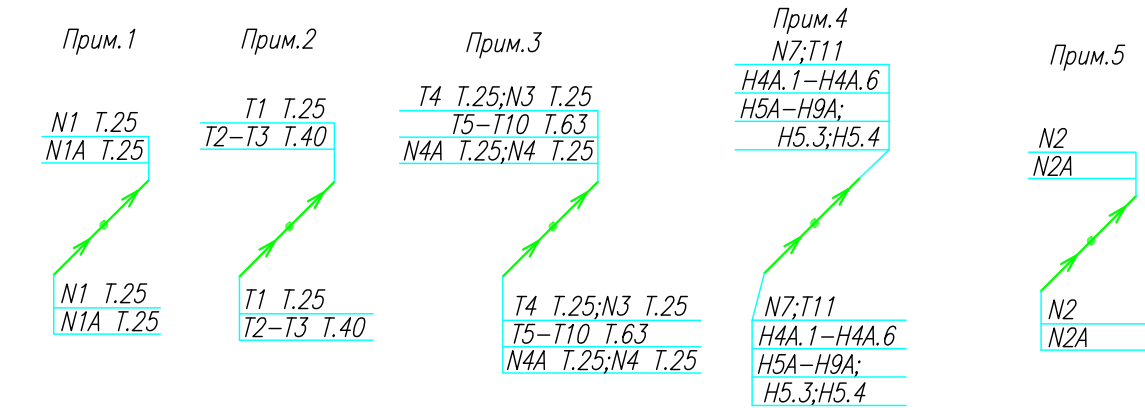 Прим.1
N1 T.25
N1A T.25
N1 T.25
N1A T.25
Прим.2
T1 T.25
T2-T3 T.40
T1 T.25
T2-T3 T.40
Прим.3
T4 T.25;N3 T.25
T5-T10 T.63
N4A T.25;N4 T.25
T4 T.25;N3 T.25
T5-T10 T.63
N4A T.25;N4 T.25
Прим.4
N7;T11
H4A.1-H4A.6
H5A-H9A;
H5.3;H5.4
N7;T11
H4A.1-H4A.6
H5A-H9A;
H5.3;H5.4
Прим.5
N2
N2A
N2
N2A